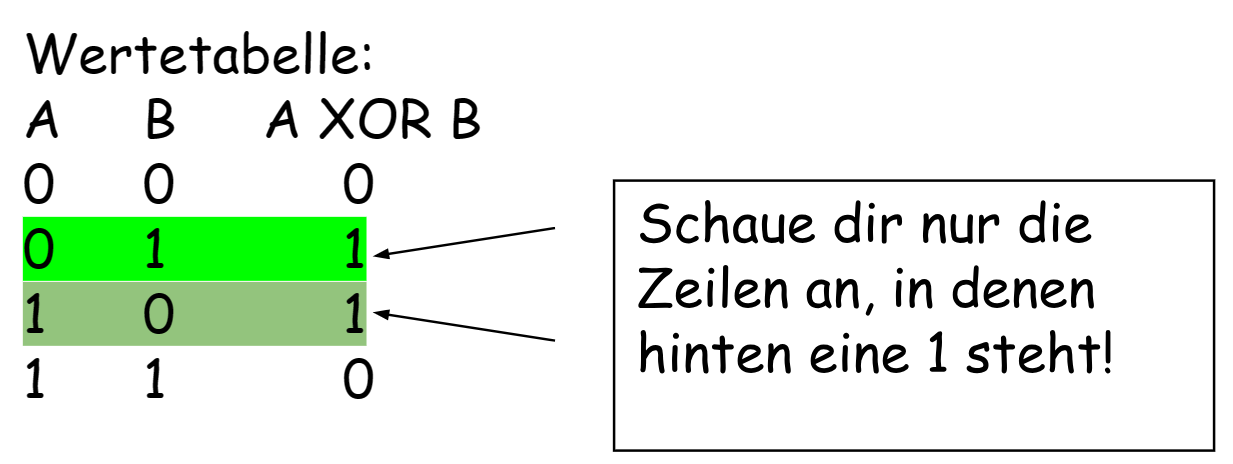 Wertetabelle:
A B A XOR B
0 0 0
0 1 1
1 0 1
1 1 0
Schaue dir nur die
Zeilen an, in denen
hinten eine 1 steht!